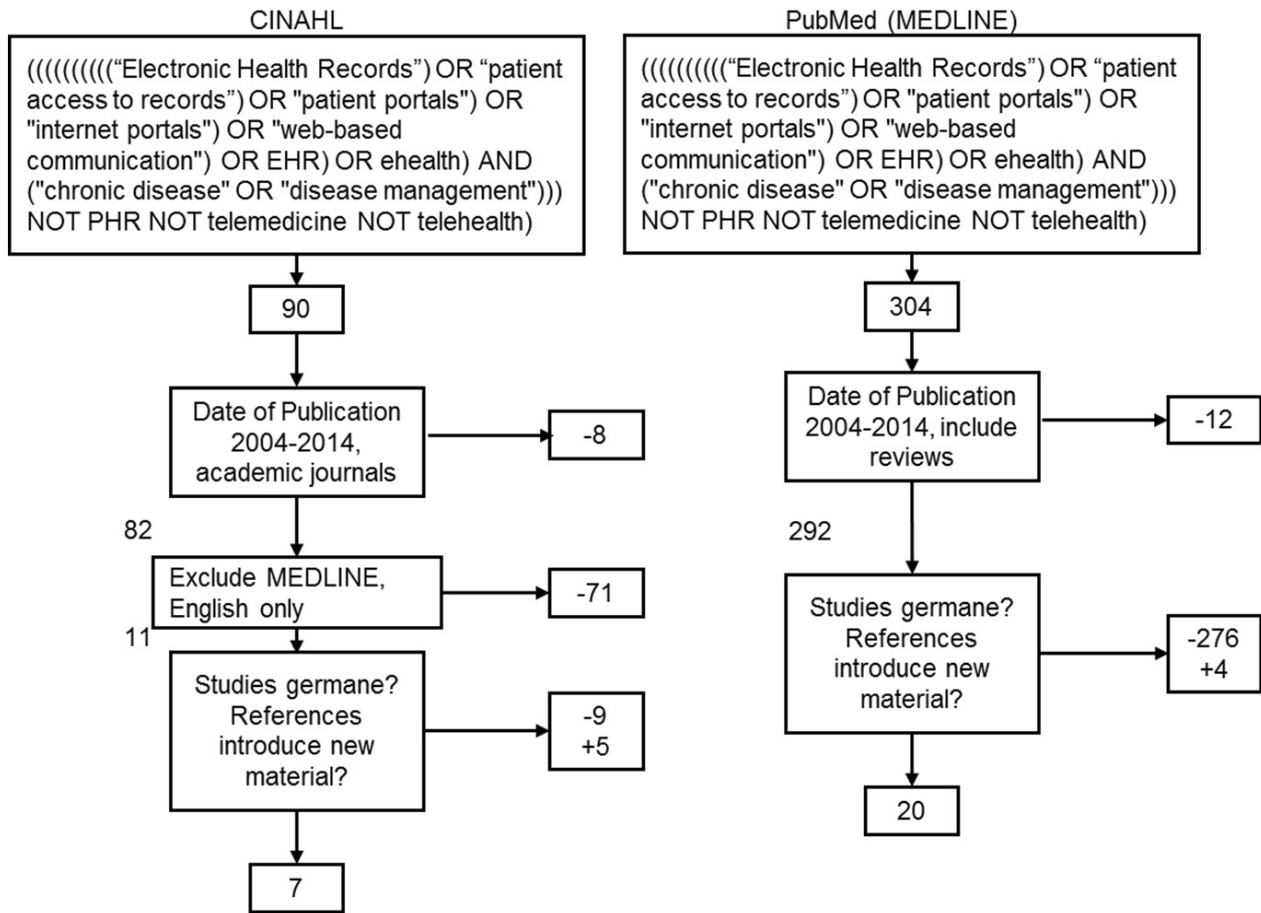 CINAHL
(((((((((("Electronic Health Records”) OR “patient
access to records”) OR "patient portals") OR
"internet portals") OR "web-based
communication") OR EHR) OR ehealth) AND
("chronic disease" OR "disease management")))
NOT PHR NOT telemedicine NOT telehealth)
90
Date of Publication
2004-2014,
academic journals
-8
82
Exclude MEDLINE,
English only
-71
11
Studies germane?
References
introduce new
material?
-9
+5
7
PubMed (MEDLINE)
((((((((((“Electronic Health Records”) OR “patient
access to records”) OR "patient portals") OR
"internet portals") OR "web-based
communication") OR EHR) OR ehealth) AND
("chronic disease" OR "disease management")))
NOT PHR NOT telemedicine NOT telehealth)
304
Date of Publication
2004-2014, include
reviews
-12
292
Studies germane?
References
introduce new
material?
-276
+4
20